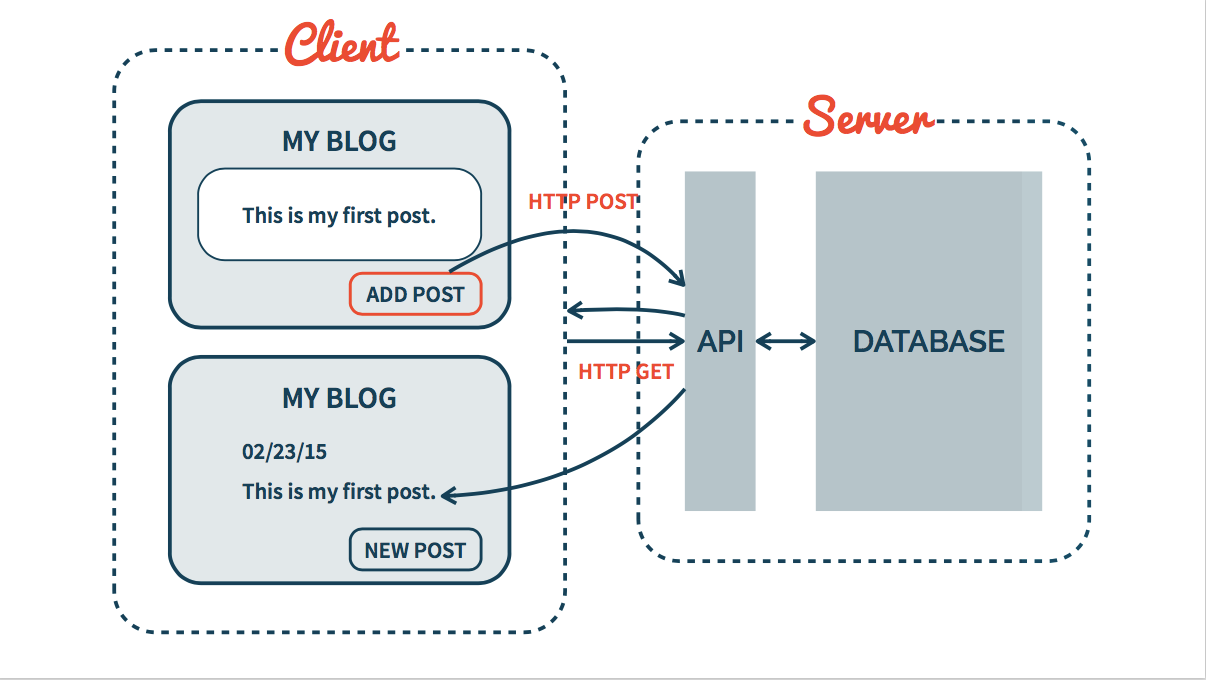 Client
MY BLOG
This is my first post.
ADD POST
MY BLOG
02/23/15
This is my first post.
NEW POST
HTTP POST
HTTP GET
Server
API
DATABASE